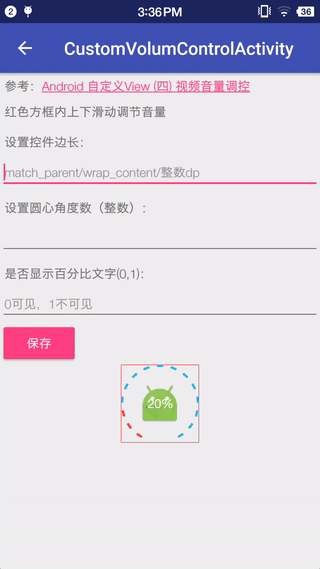 2
3:36PM
36
CustomVolumControlActivity
参考：Android 自定义View (四) 视频音量调控
红色方框内上下滑动调节音量
设置控件边长：
match_parent/wrap_content/整数dp
设置圆心角度数（整数）：
是否显示百分比文字(0,1)：
0可见，1不可见
保存
20%